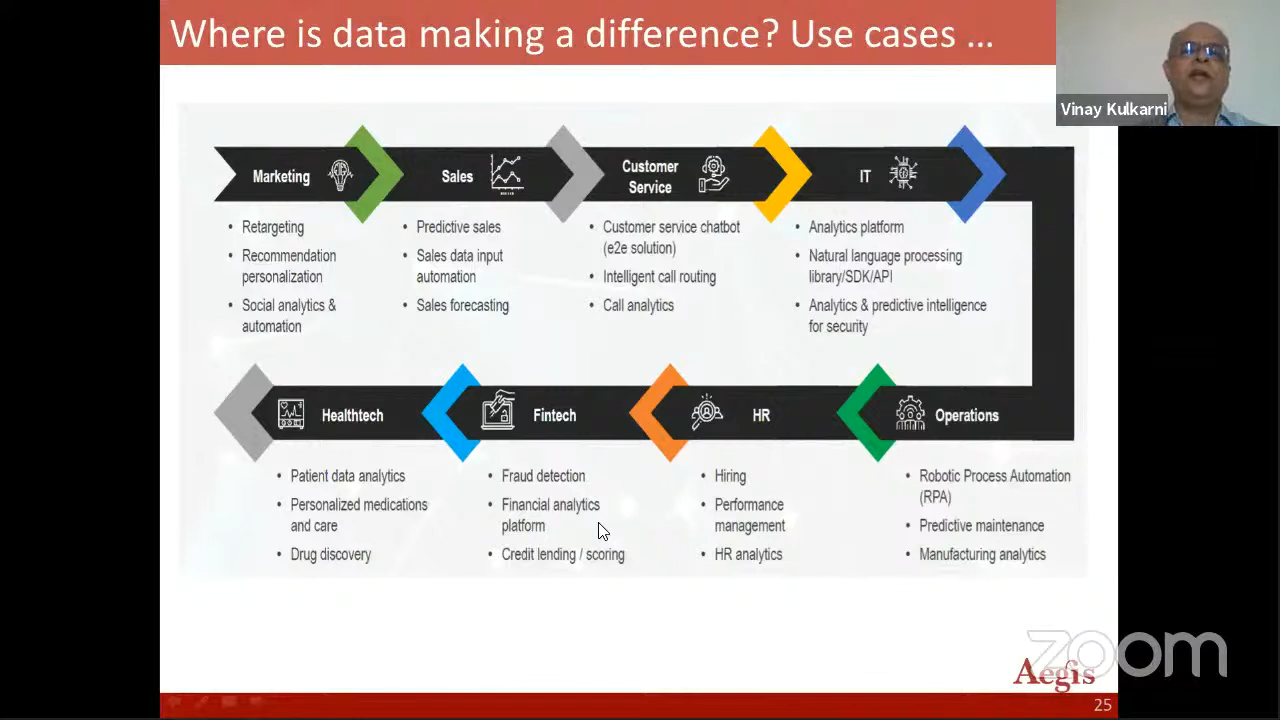 Where is data making a difference? Use cases ...
Vinay Kulkarni
Marketing
Sales
Customer
Service
IT
• Retargeting
• Recommendation
personalization
• Social analytics &
automation
• Predictive sales
• Sales data input
automation
• Sales forecasting
• Customer service chatbot
(e2e solution)
• Intelligent call routing
• Call analytics
• Analytics platform
• Natural language processing
library/SDK/API
• Analytics & predictive intelligence
for security
Healthtech
Fintech
HR
Operations
• Patient data analytics
• Personalized medications
and care
• Drug discovery
• Fraud detection
• Financial analytics
platform
• Credit lending / scoring
• Hiring
• Performance
management
• HR analytics
• Robotic Process Automation
(RPA)
• Predictive maintenance
• Manufacturing analytics
zoom
Aegis
25